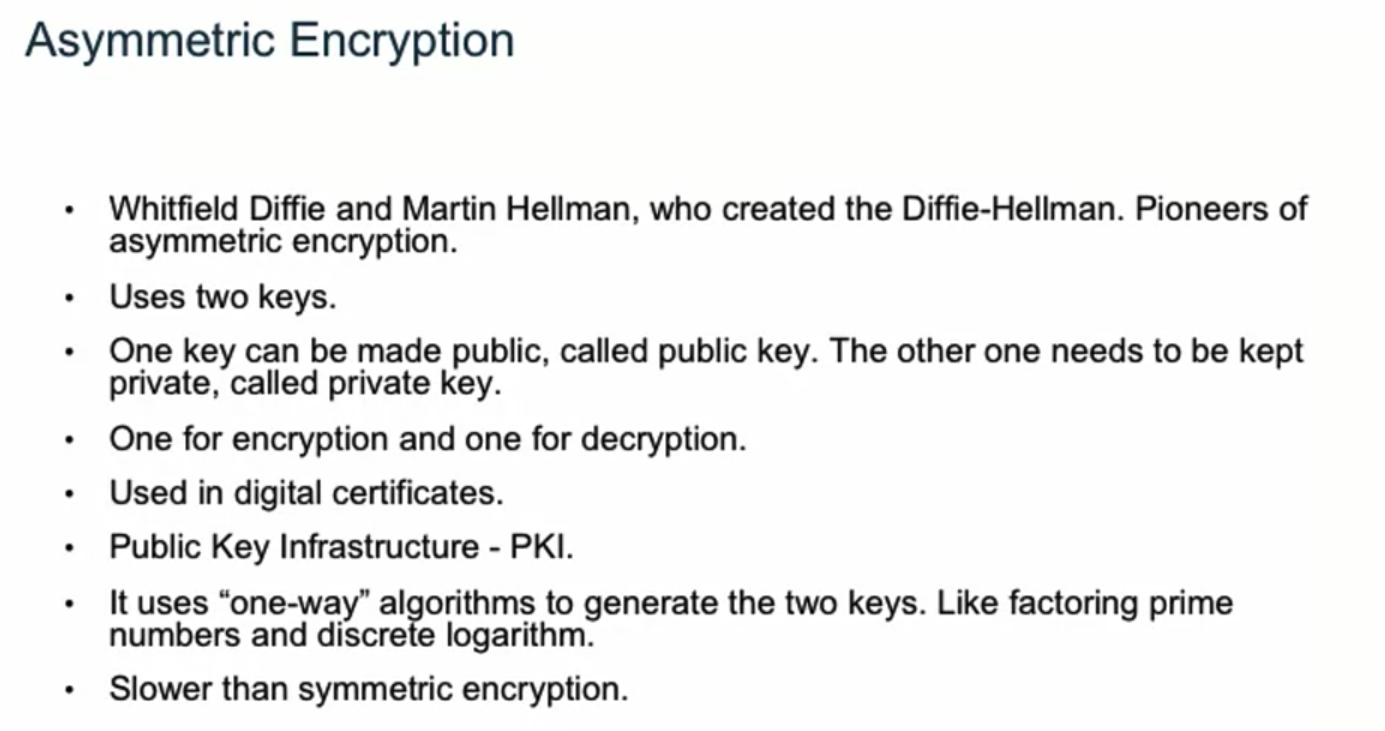 Asymmetric Encryption
• Whitfield Diffie and Martin Hellman, who created the Diffie-Hellman. Pioneers of
asymmetric encryption.
• Uses two keys.
• One key can be made public, called public key. The other one needs to be kept
private, called private key.
• One for encryption and one for decryption.
• Used in digital certificates.
• Public Key Infrastructure - PKI.
• It uses “one-way” algorithms to generate the two keys. Like factoring prime
numbers and discrete logarithm.
• Slower than symmetric encryption.